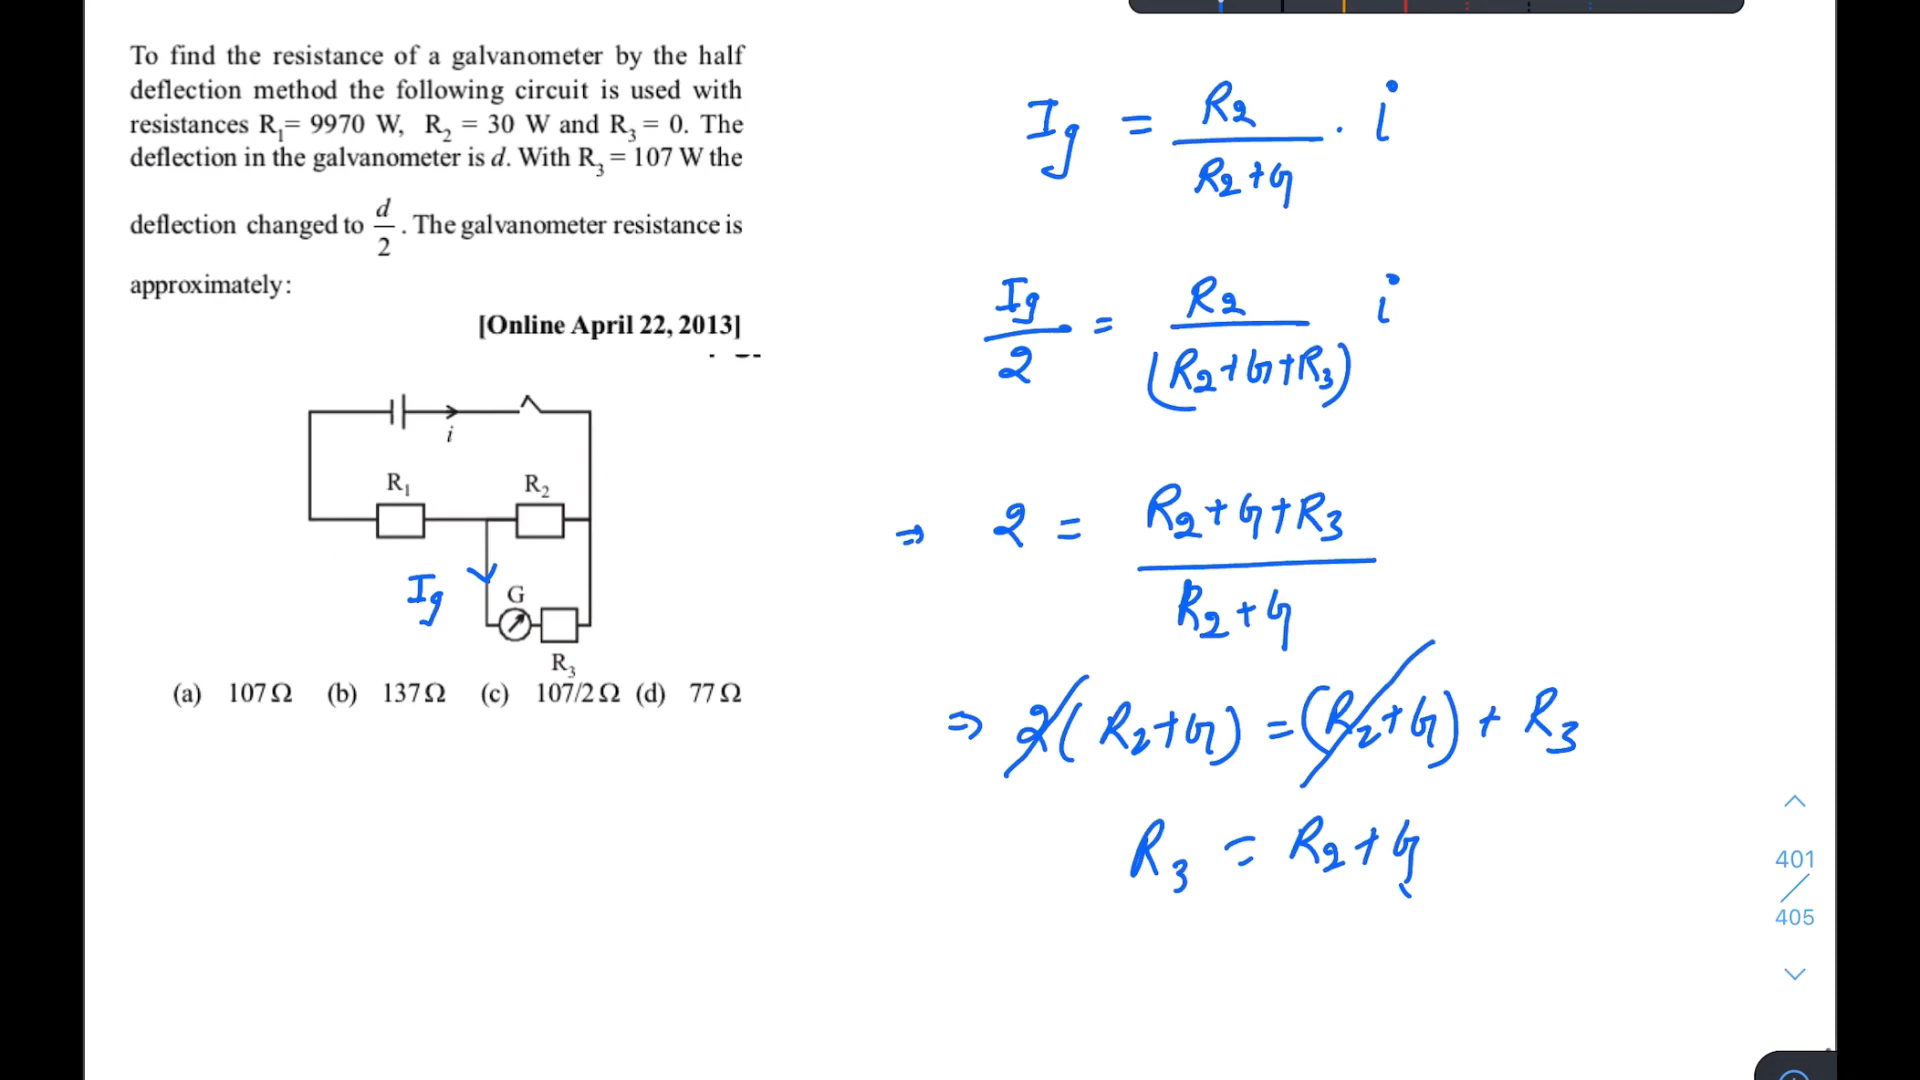 To find the resistance of a galvanometer by the half
deflection method the following circuit is used with
resistances R₁= 9970 W, R₂ = 30 W and R₃ = 0. The
deflection in the galvanometer is d. With R₃ = 107 W the
deflection changed to d/2. The galvanometer resistance is
approximately:
[Online April 22, 2013]
i
R₁ R₂
Ig
G
R₃
(a) 107Ω (b) 137Ω (c) 107/2Ω (d) 77Ω
Ig = R₂/(R₂+G) . i
Ig/2 = R₂/(R₂+G+R₃) i
⇒ 2 = (R₂+G+R₃)/(R₂+G)
⇒ 2(R₂+G) = (R₂+G) + R₃
R₃ = R₂+G
401
/
405